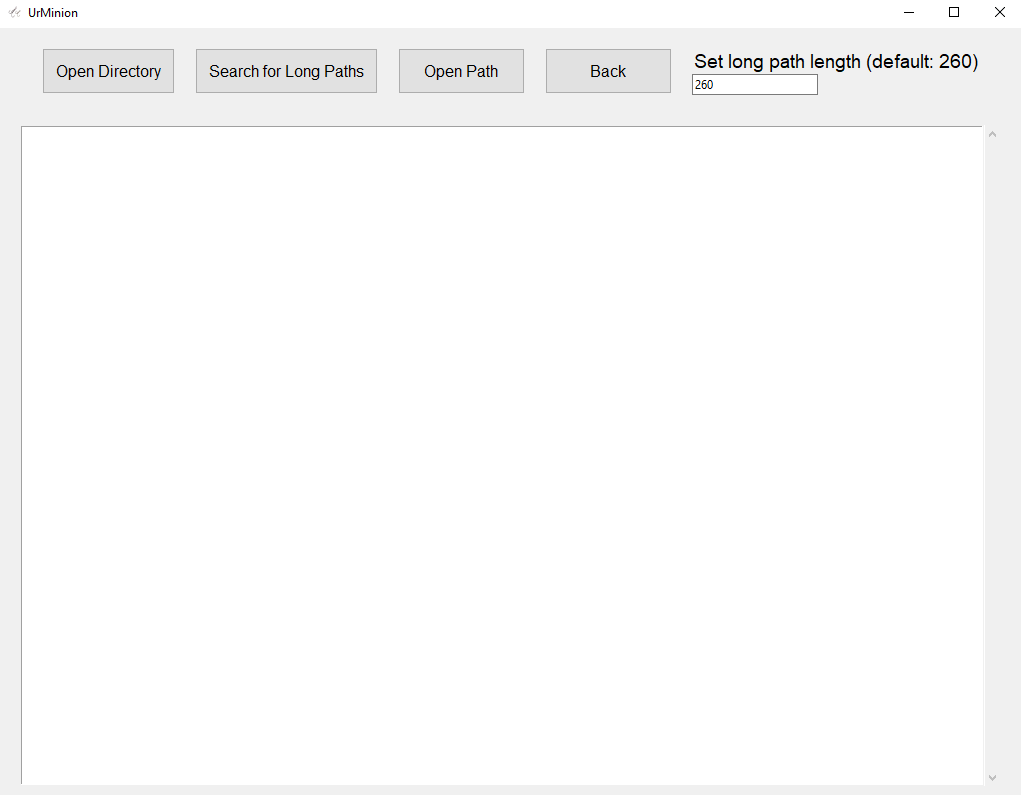 UrMinion
Open Directory
Search for Long Paths
Open Path
Back
Set long path length (default: 260)
260